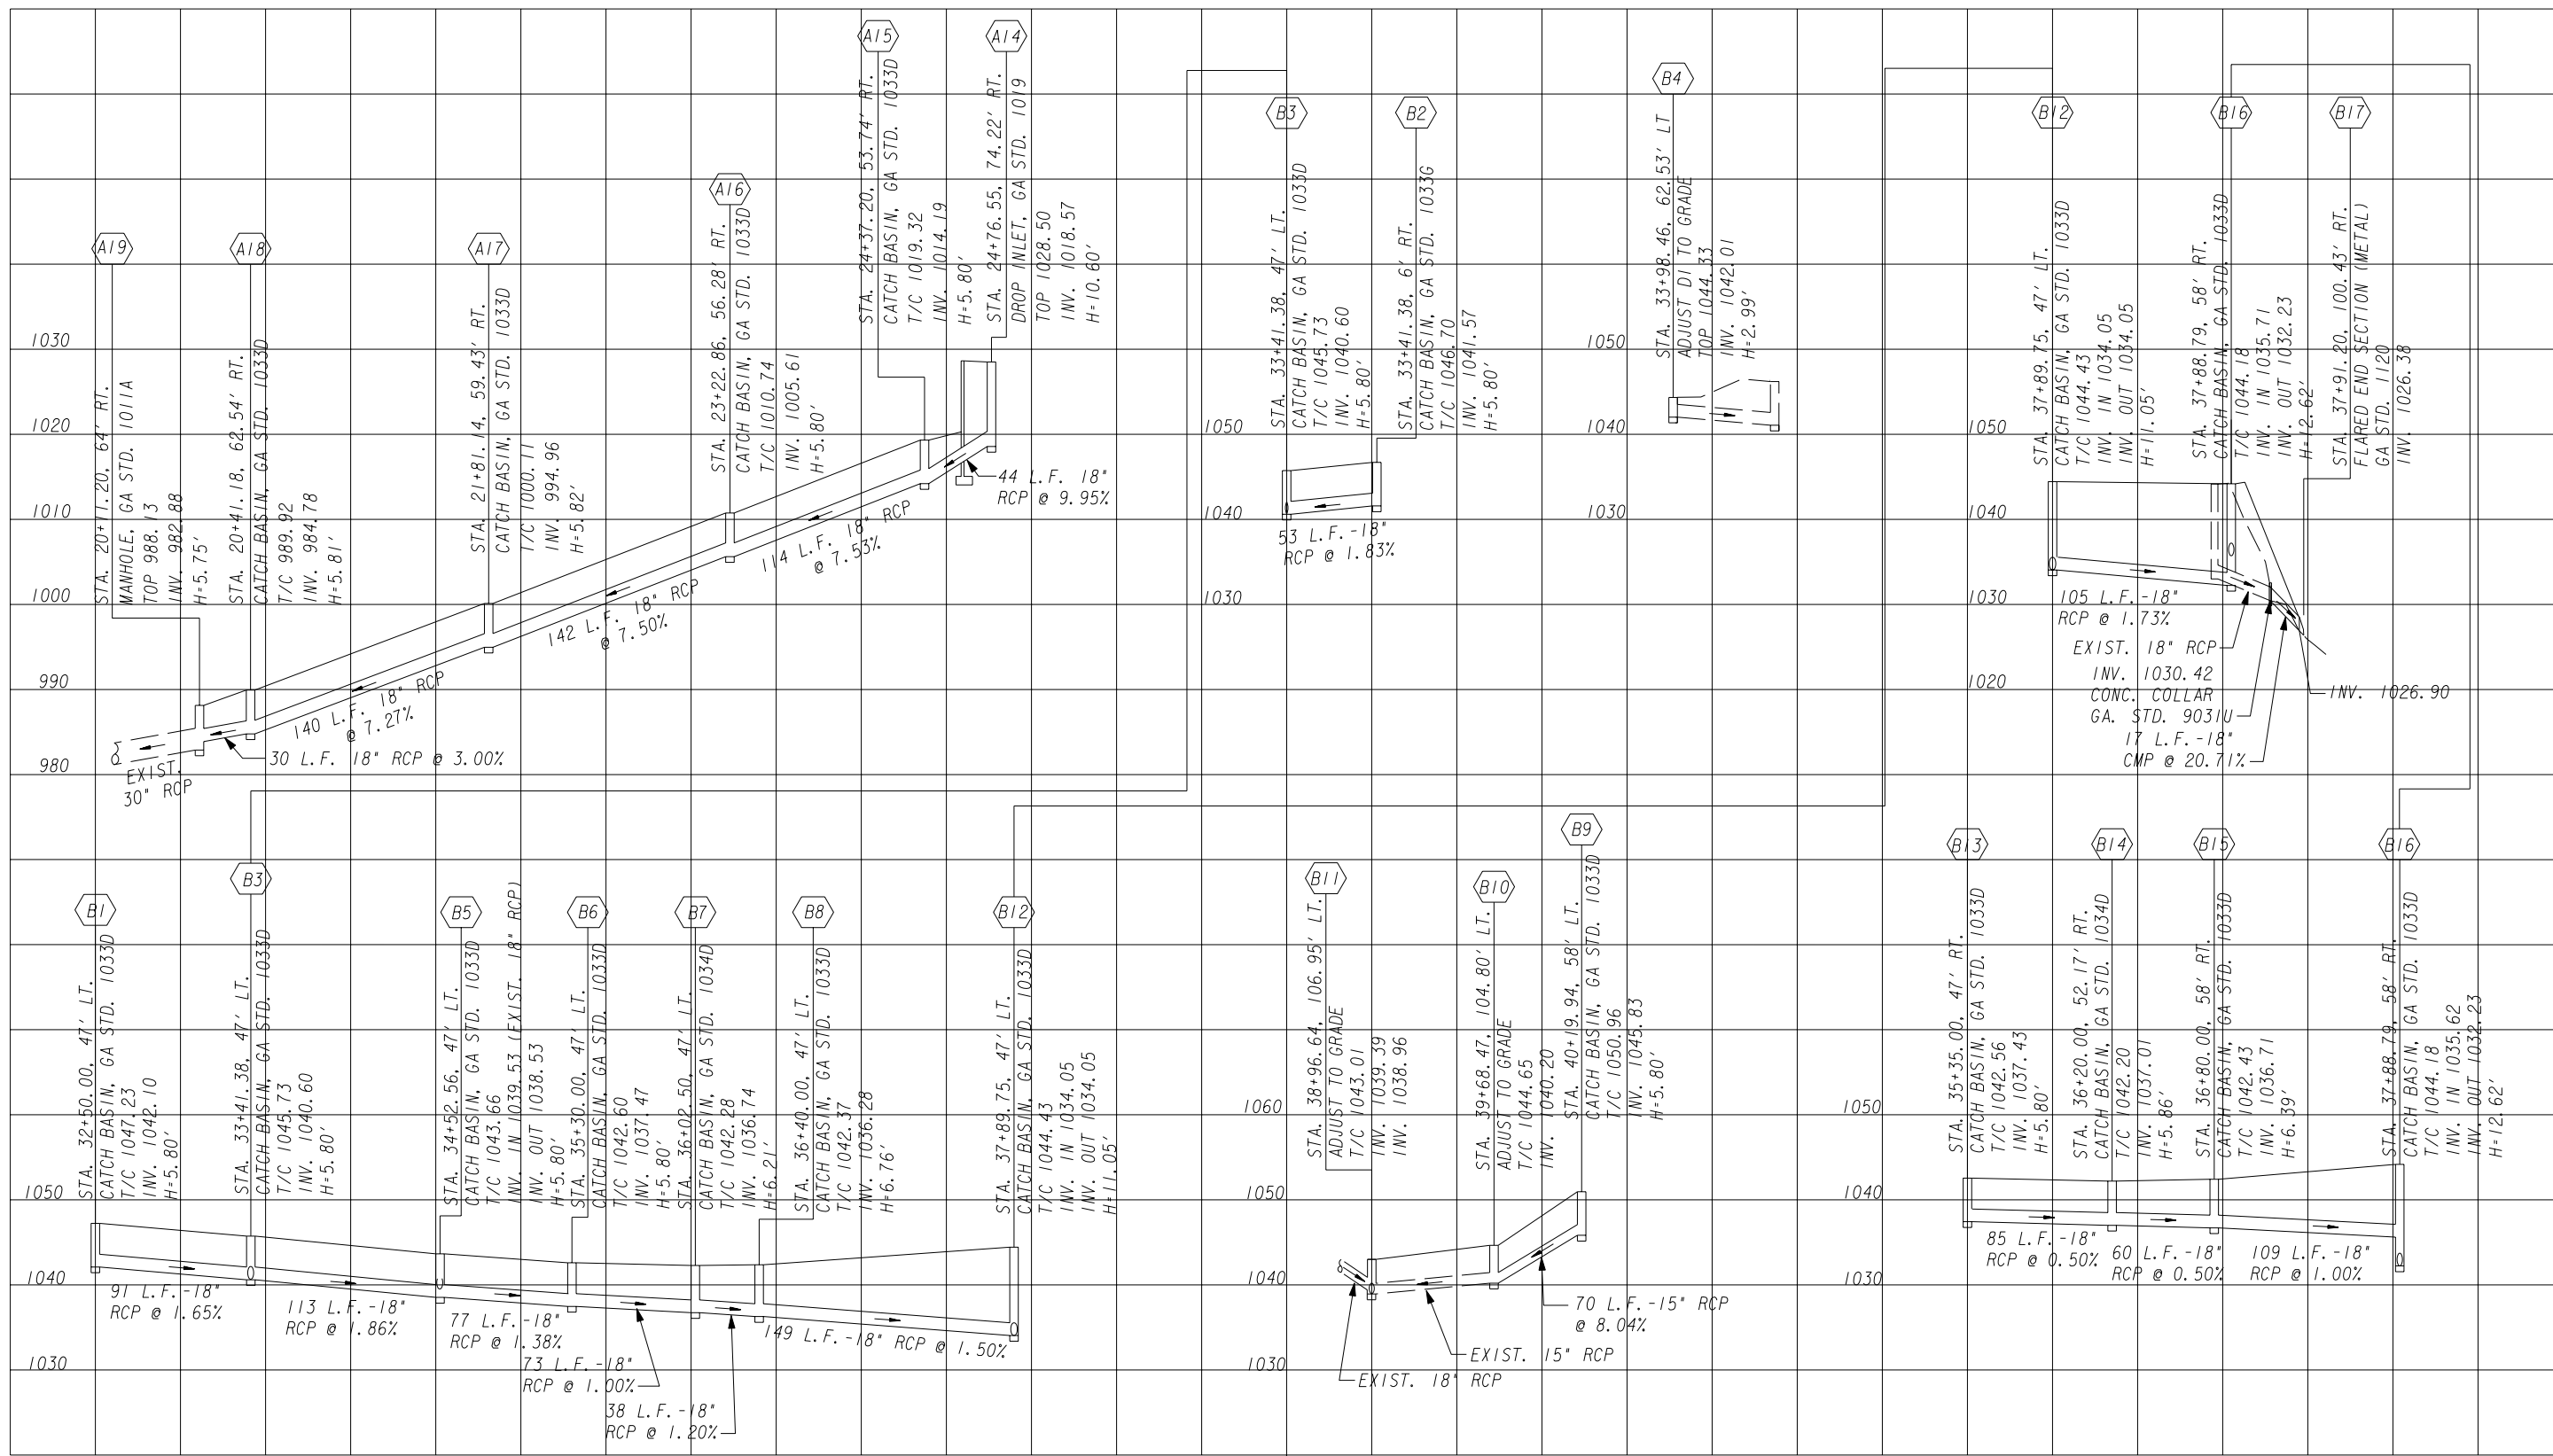 A19
STA. 20+11.20, 64' RT.
MANHOLE, GA STD. 1011A
TOP 988.13
INV. 982.88
H=5.75'
A18
STA. 20+41.18, 62.54' RT.
CATCH BASIN, GA STD. 1033D
T/C 989.92
INV. 984.78
H=5.81'
A17
STA. 21+81.14, 59.43' RT.
CATCH BASIN, GA STD. 1033D
T/C 1000.11
INV. 994.96
H=5.82'
A16
STA. 23+22.86, 56.28' RT.
CATCH BASIN, GA STD. 1033D
T/C 1010.74
INV. 1005.61
H=5.80'
A15
STA. 24+37.20, 53.74' RT.
CATCH BASIN, GA STD. 1033D
T/C 1019.32
INV. 1014.19
H=5.80'
A14
STA. 24+76.55, 74.22' RT.
DROP INLET, GA STD. 1019
TOP 1028.50
INV. 1018.57
H=10.60'
1030
1020
1010
1000
990
980
44 L.F. 18"
RCP @ 9.95%
114 L.F. 18" RCP
@ 7.53%
142 L.F. 18" RCP
@ 7.50%
140 L.F. 18" RCP
@ 7.27%
30 L.F. 18" RCP @ 3.00%
EXIST.
30" RCP
B3
STA. 33+41.38, 47' LT.
CATCH BASIN, GA STD. 1033D
T/C 1045.73
INV. 1040.60
H=5.80'
B2
STA. 33+41.38, 6' RT.
CATCH BASIN, GA STD. 1033G
T/C 1046.70
INV. 1041.57
H=5.80'
1050
1040
1030
53 L.F.-18"
RCP @ 1.83%
B4
STA. 33+98.46, 62.53' LT
ADJUST DI TO GRADE
TOP 1044.33
INV. 1042.01
H=2.99'
1050
1040
1030
B12
STA. 37+89.75, 47' LT.
CATCH BASIN, GA STD. 1033D
T/C 1044.43
INV. IN 1034.05
INV. OUT 1034.05
H=11.05'
B16
STA. 37+88.79, 58' RT.
CATCH BASIN, GA STD. 1033D
T/C 1044.18
INV. IN 1035.71
INV. OUT 1032.23
H=12.62'
B17
STA. 37+91.20, 100.43' RT.
FLARED END SECTION (METAL)
GA STD. 1120
INV. 1026.38
1050
1040
1030
1020
105 L.F.-18"
RCP @ 1.73%
EXIST. 18" RCP
INV. 1030.42
CONC. COLLAR
GA. STD. 9031U
17 L.F.-18"
CMP @ 20.71%
INV. 1026.90
B1
STA. 32+50.00, 47' LT.
CATCH BASIN, GA STD. 1033D
T/C 1047.23
INV. 1042.10
H=5.80'
B3
STA. 33+41.38, 47' LT.
CATCH BASIN, GA STD. 1033D
T/C 1045.73
INV. 1040.60
H=5.80'
B5
STA. 34+52.56, 47' LT.
CATCH BASIN, GA STD. 1033D
T/C 1043.66
INV. IN 1039.53 (EXIST. 18" RCP)
INV. OUT 1038.53
H=5.80'
B6
STA. 35+30.00, 47' LT.
CATCH BASIN, GA STD. 1033D
T/C 1042.60
INV. 1037.47
H=5.80'
B7
STA. 36+02.50, 47' LT.
CATCH BASIN, GA STD. 1034D
T/C 1042.28
INV. 1036.74
H=6.21'
B8
STA. 36+40.00, 47' LT.
CATCH BASIN, GA STD. 1033D
T/C 1042.37
INV. 1036.28
H=6.76'
B12
STA. 37+89.75, 47' LT.
CATCH BASIN, GA STD. 1033D
T/C 1044.43
INV. IN 1034.05
INV. OUT 1034.05
H=11.05'
1050
1040
1030
91 L.F.-18"
RCP @ 1.65%
113 L.F.-18"
RCP @ 1.86%
77 L.F.-18"
RCP @ 1.38%
73 L.F.-18"
RCP @ 1.00%
38 L.F.-18"
RCP @ 1.20%
149 L.F.-18" RCP @ 1.50%
B11
STA. 38+96.64, 106.95' LT.
ADJUST TO GRADE
T/C 1043.01
INV. 1039.39
INV. 1038.96
B10
STA. 39+68.47, 104.80' LT.
ADJUST TO GRADE
T/C 1044.65
INV. 1040.20
B9
STA. 40+19.94, 58' LT.
CATCH BASIN, GA STD. 1033D
T/C 1050.96
INV. 1045.83
H=5.80'
1060
1050
1040
1030
70 L.F.-15" RCP
@ 8.04%
EXIST. 15" RCP
EXIST. 18" RCP
B13
STA. 35+35.00, 47' RT.
CATCH BASIN, GA STD. 1033D
T/C 1042.56
INV. 1037.43
H=5.80'
B14
STA. 36+20.00, 52.17' RT.
CATCH BASIN, GA STD. 1034D
T/C 1042.20
INV. 1037.01
H=5.86'
B15
STA. 36+80.00, 58' RT.
CATCH BASIN, GA STD. 1033D
T/C 1042.43
INV. 1036.71
H=6.39'
B16
STA. 37+88.79, 58' RT.
CATCH BASIN, GA STD. 1033D
T/C 1044.18
INV. IN 1035.62
INV. OUT 1032.23
H=12.62'
1050
1040
1030
85 L.F.-18"
RCP @ 0.50%
60 L.F.-18"
RCP @ 0.50%
109 L.F.-18"
RCP @ 1.00%